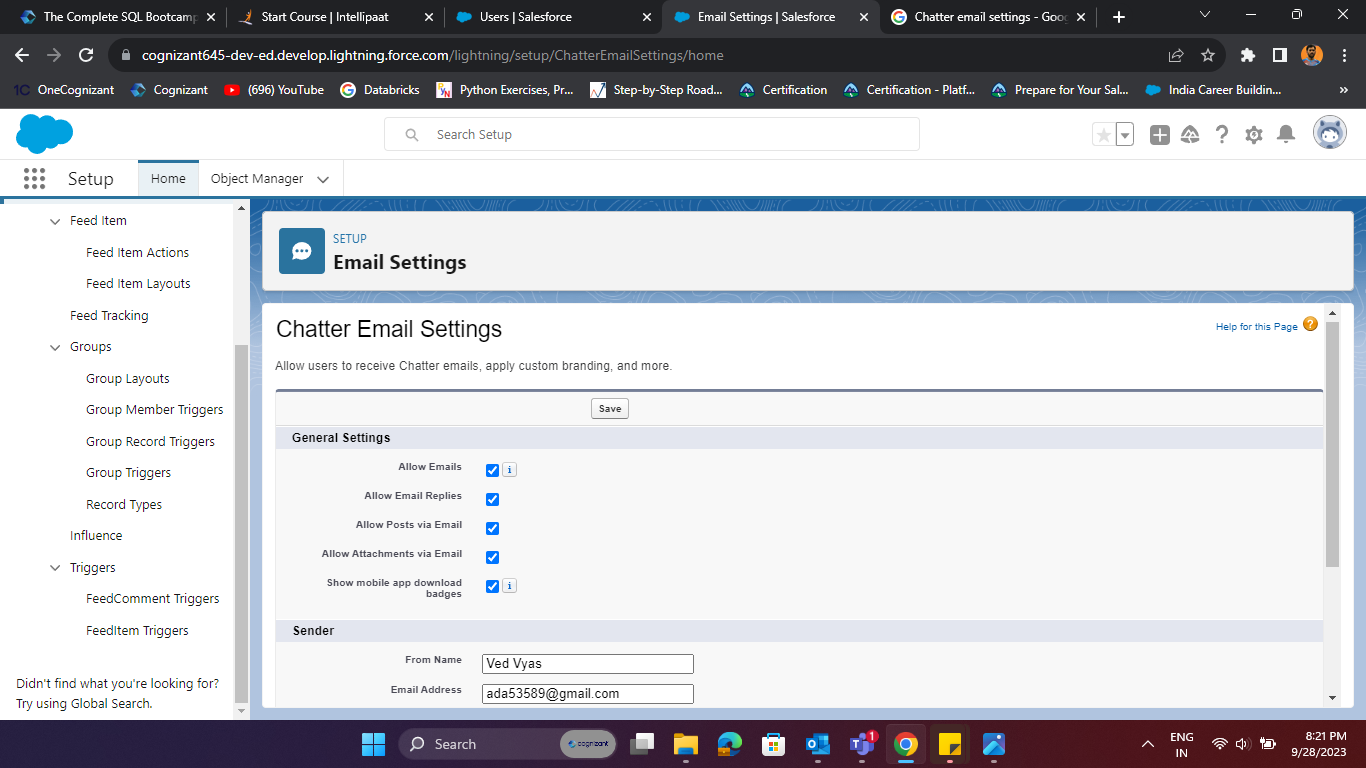 The Complete SQL Bootcamp
Start Course | Intellipaat
Users | Salesforce
Email Settings | Salesforce
Chatter email settings - Goo
cognizant645-dev-ed.develop.lightning.force.com/lightning/setup/ChatterEmailSettings/home
1C OneCognizant
Cognizant
(696) YouTube
Databricks
Python Exercises, Pr...
Step-by-Step Road...
Certification
Certification - Platf...
Prepare for Your Sal...
India Career Buildin...
»
Search Setup
Setup
Home
Object Manager
Feed Item
Feed Item Actions
Feed Item Layouts
Feed Tracking
Groups
Group Layouts
Group Member Triggers
Group Record Triggers
Group Triggers
Record Types
Influence
Triggers
FeedComment Triggers
FeedItem Triggers
Didn't find what you're looking for?
Try using Global Search.
SETUP
Email Settings
Chatter Email Settings
Help for this Page ?
Allow users to receive Chatter emails, apply custom branding, and more.
Save
General Settings
Allow Emails i
Allow Email Replies
Allow Posts via Email
Allow Attachments via Email
Show mobile app download
badges i
Sender
From Name Ved Vyas
Email Address ada53589@gmail.com
Search
cognizant
1
ENG
IN
8:21 PM
9/28/2023